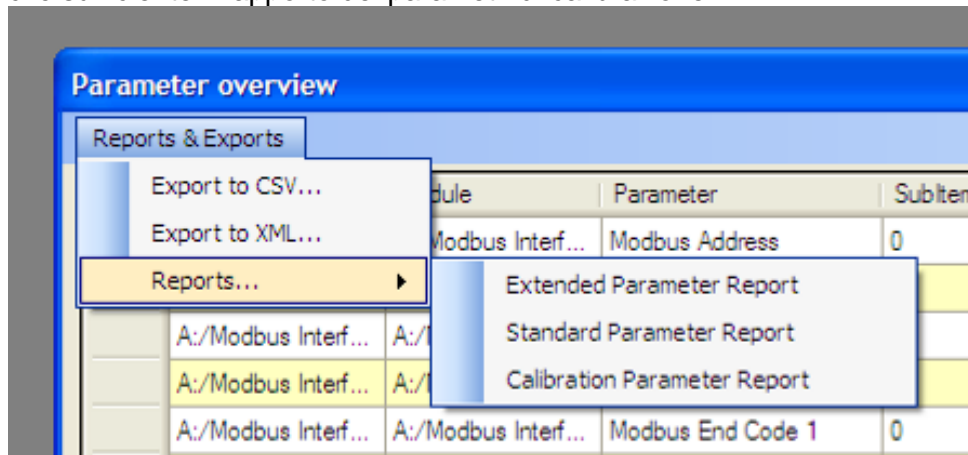 Parameter overview
Reports & Exports
Export to CSV...
Export to XML...
Reports...
Extended Parameter Report
Standard Parameter Report
Calibration Parameter Report
dule Parameter SubItem
Modbus Interf... Modbus Address 0
A:/Modbus Interf... A:/
A:/Modbus Interf... A:/
A:/Modbus Interf... A:/Modbus Interf... Modbus End Code 1 0